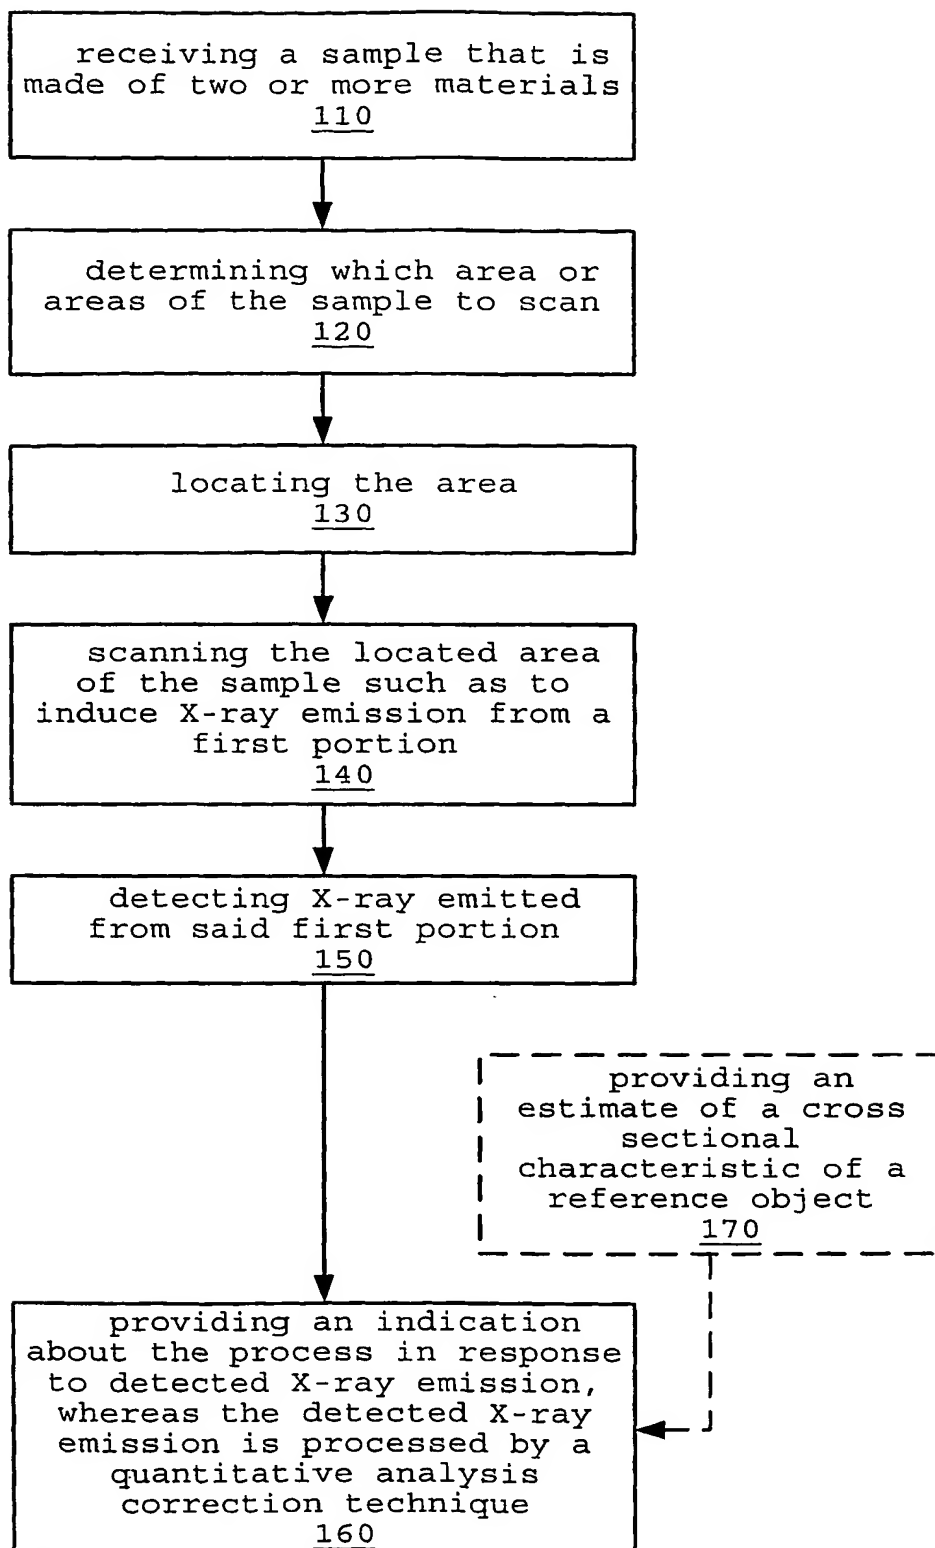 receiving a sample that is
made of two or more materials
110
determining which area or
areas of the sample to scan
120
locating the area
130
scanning the located area
of the sample such as to
induce X-ray emission from a
first portion
140
detecting X-ray emitted
from said first portion
150
providing an
estimate of a cross
sectional
characteristic of a
reference object
170
providing an indication
about the process in response
to detected X-ray emission,
whereas the detected X-ray
emission is processed by a
quantitative analysis
correction technique
160